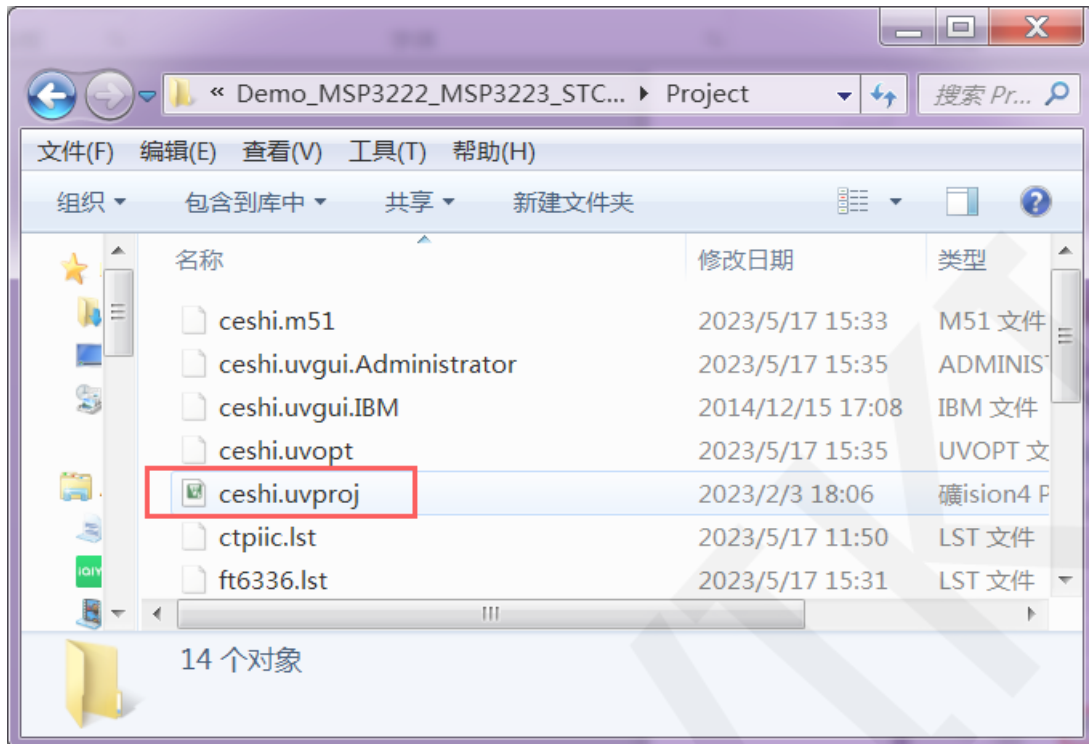 « Demo_MSP3222_MSP3223_STC... ▸ Project 搜索 Pr...
文件(F) 编辑(E) 查看(V) 工具(T) 帮助(H)
组织 包含到库中 共享 新建文件夹
名称 修改日期 类型
ceshi.m51 2023/5/17 15:33 M51 文件
ceshi.uvgui.Administrator 2023/5/17 15:35 ADMINIS
ceshi.uvgui.IBM 2014/12/15 17:08 IBM 文件
ceshi.uvopt 2023/5/17 15:35 UVOPT 文
ceshi.uvproj 2023/2/3 18:06 礦ision4 P
ctpiic.lst 2023/5/17 11:50 LST 文件
ft6336.lst 2023/5/17 15:31 LST 文件
14 个对象